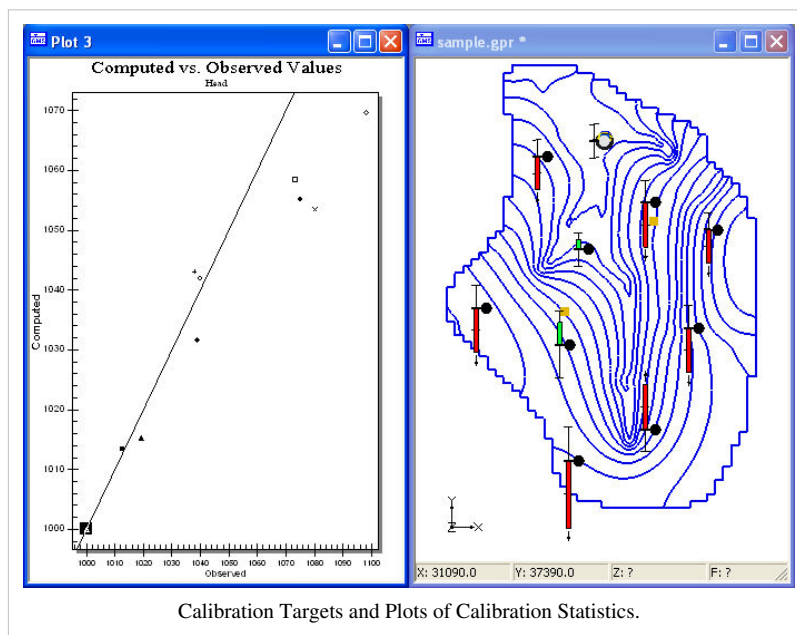 Plot 3
Computed vs. Observed Values
Head
1070
1060
1050
1040
1030
1020
1010
1000
Computed
1000 1010 1020 1030 1040 1050 1060 1070 1080 1090 1100
Observed
sample.gpr *
Y
Z X
X: 31090.0 Y: 37390.0 Z: ? F: ?
Calibration Targets and Plots of Calibration Statistics.